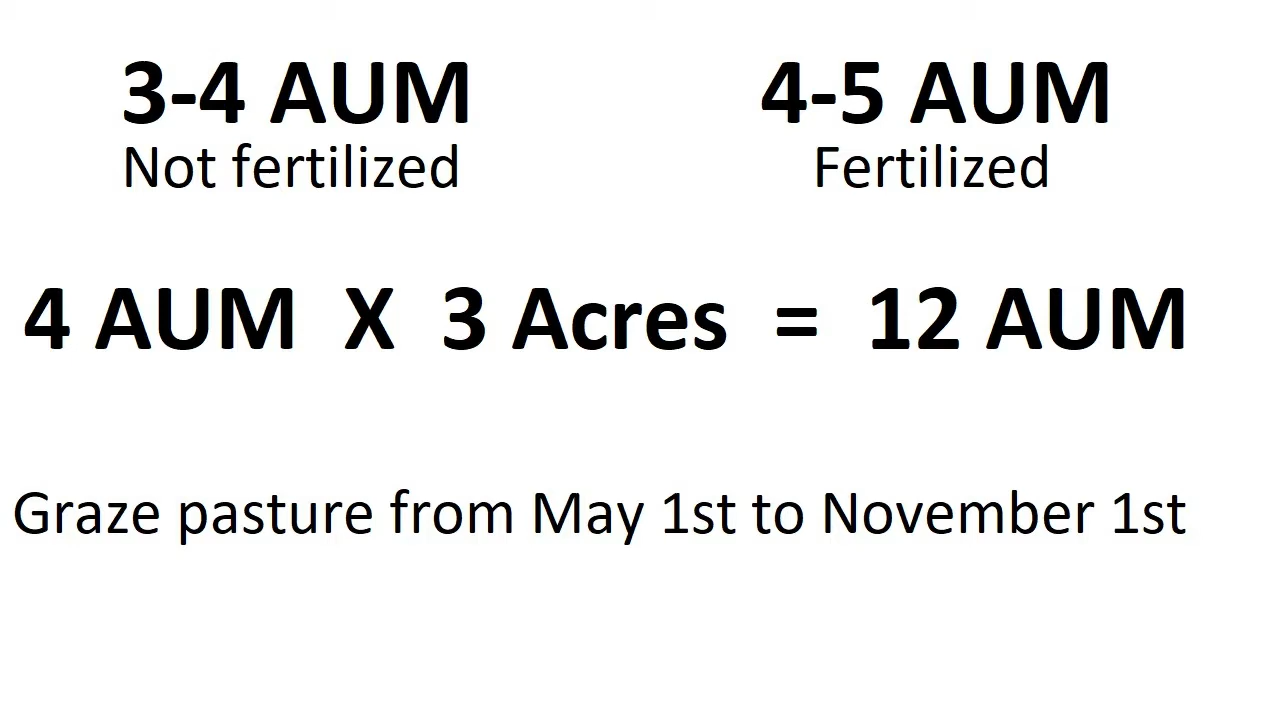 3-4 AUM 4-5 AUM
Not fertilized Fertilized
4 AUM X 3 Acres = 12 AUM
Graze pasture from May 1st to November 1st